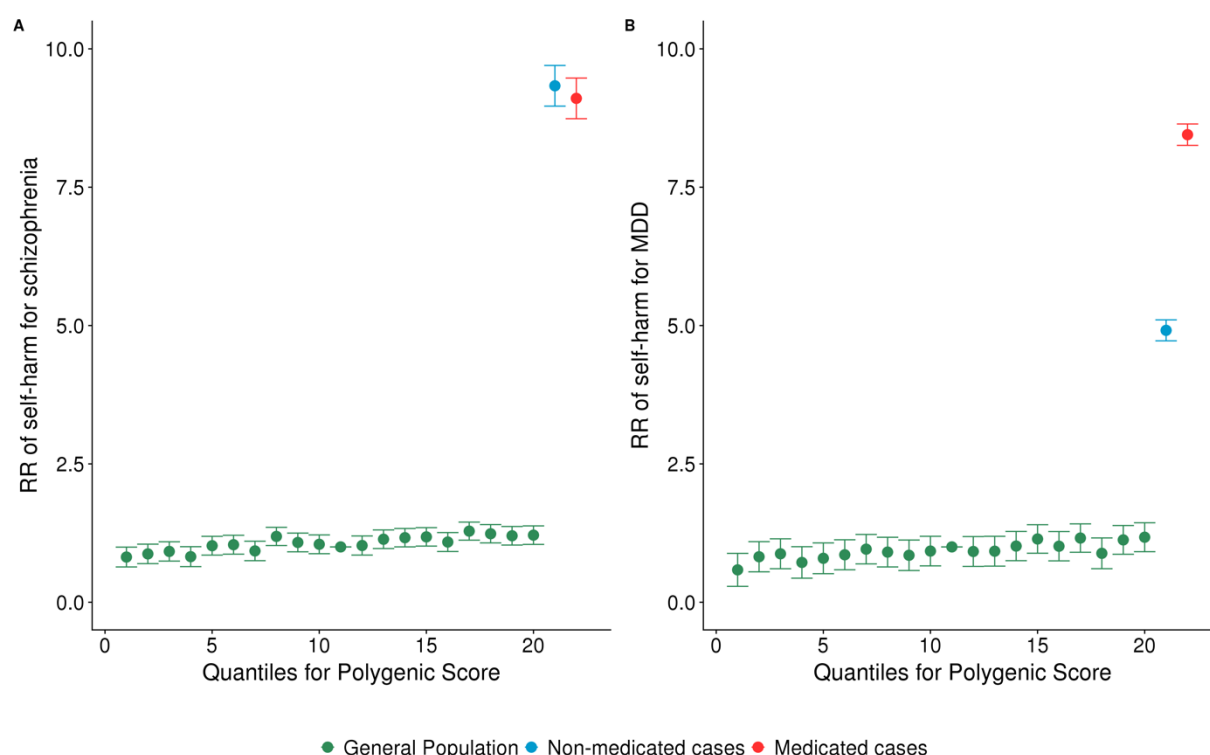 A
10.0
7.5
5.0
2.5
0.0
RR of self-harm for schizophrenia
0 5 10 15 20
Quantiles for Polygenic Score
B
10.0
7.5
5.0
2.5
0.0
RR of self-harm for MDD
0 5 10 15 20
Quantiles for Polygenic Score
General Population Non-medicated cases Medicated cases